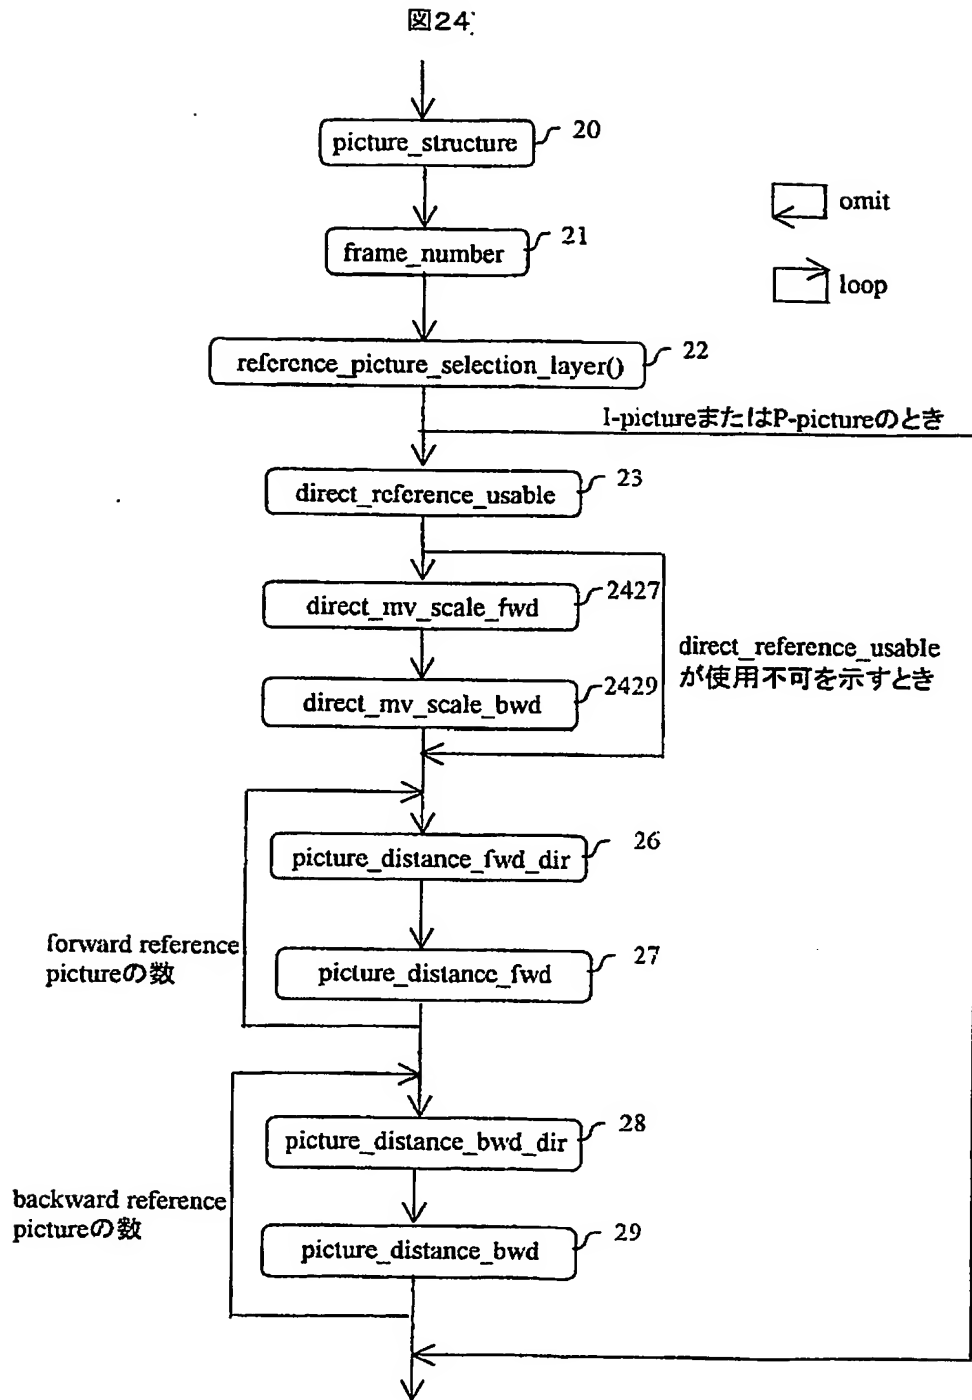 図24
picture_structure
20
frame_number
21
omit
loop
reference_picture_selection_layer()
22
I-pictureまたはP-pictureのとき
direct_reference_usable
23
direct_mv_scale_fwd
2427
direct_mv_scale_bwd
2429
direct_reference_usable
が使用不可を示すとき
picture_distance_fwd_dir
26
forward reference
pictureの数
picture_distance_fwd
27
picture_distance_bwd_dir
28
backward reference
pictureの数
picture_distance_bwd
29